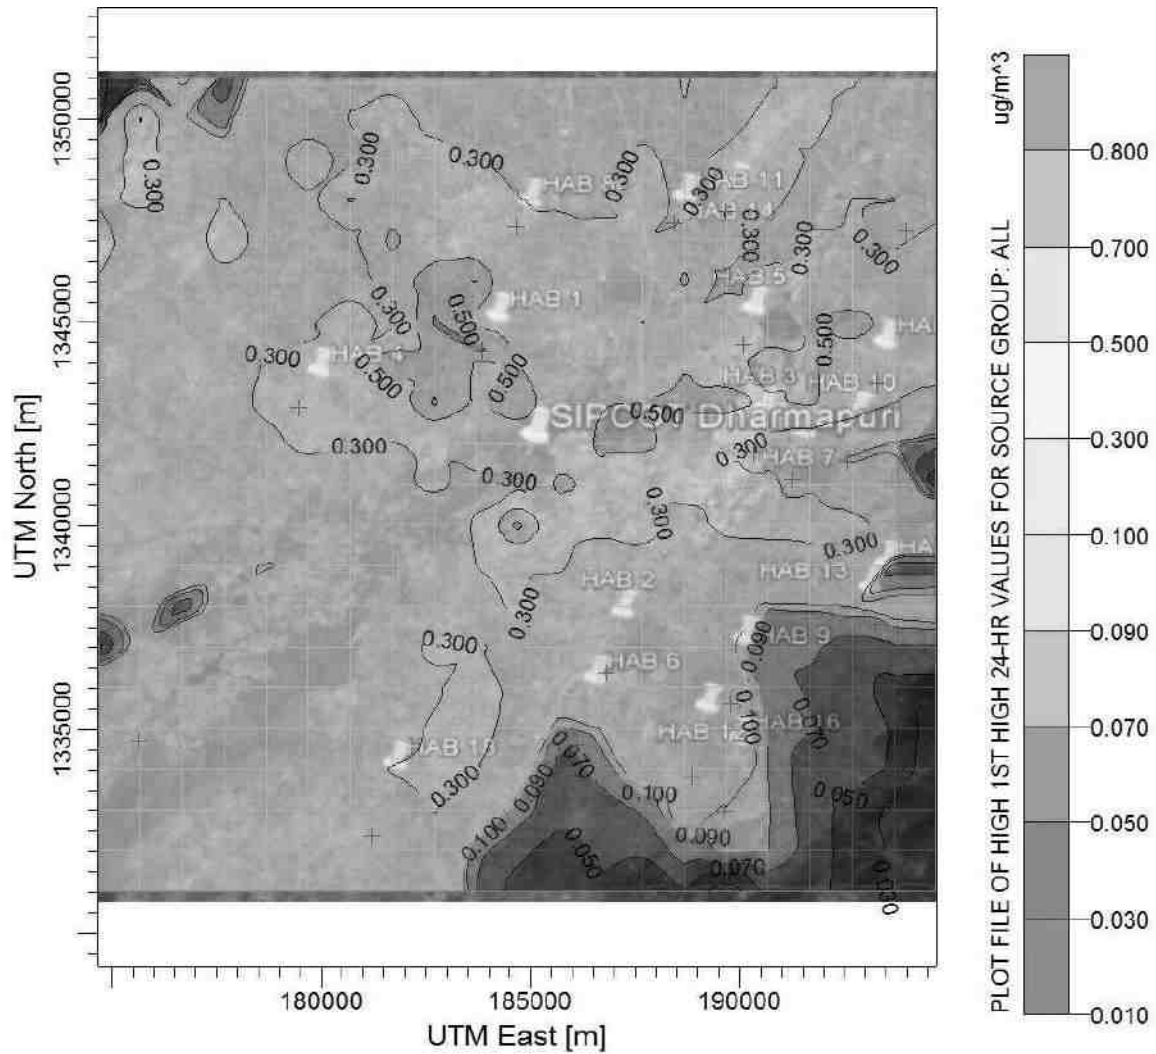 UTM North [m]
1350000
1345000
1340000
1335000
180000
185000
190000
UTM East [m]
PLOT FILE OF HIGH 1ST HIGH 24-HR VALUES FOR SOURCE GROUP: ALL
ug/m^3
0.800
0.700
0.500
0.300
0.100
0.090
0.070
0.050
0.030
0.010
0.300
0.300
0.300
0.300
HAB 8
0.300
HAB 11
HAB 14
0.300
0.300
0.300
0.300
HAB 5
HAB 1
0.300
0.500
0.500
HA
0.300
HAB 4
0.500
0.500
HAB 3
HAB 10
SIPCOT Dharmapuri
0.500
0.300
0.300
HAB 7
0.300
0.300
0.300
HA
HAB 13
HAB 2
0.300
0.300
0.090
HAB 9
HAB 6
0.100
HAB 16
0.070
HAB 1
0.300
0.070
0.090
0.100
0.050
0.100
0.050
0.090
0.070
0.030